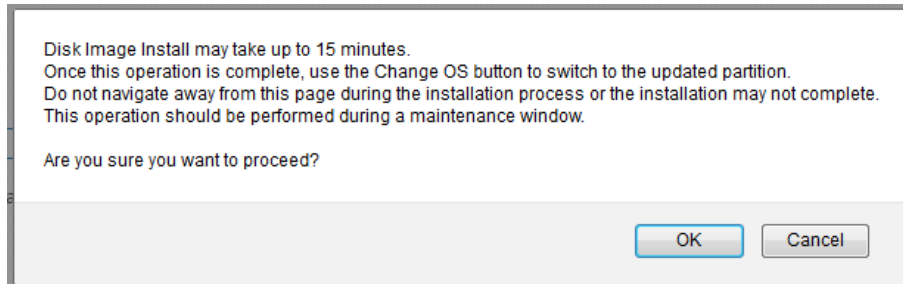 Disk Image Install may take up to 15 minutes.
Once this operation is complete, use the Change OS button to switch to the updated partition.
Do not navigate away from this page during the installation process or the installation may not complete.
This operation should be performed during a maintenance window.
Are you sure you want to proceed?
OK Cancel